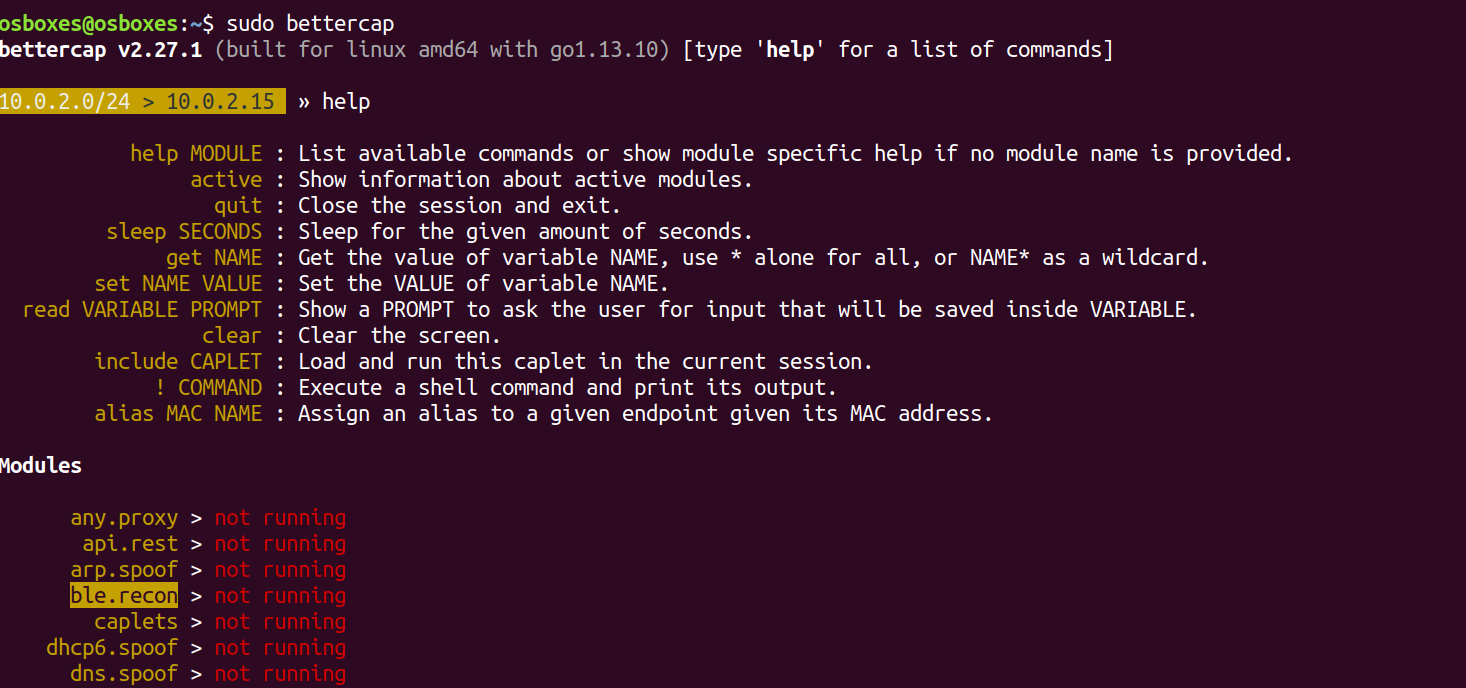 osboxes@osboxes:~$ sudo bettercap
bettercap v2.27.1 (built for linux amd64 with go1.13.10) [type 'help' for a list of commands]
10.0.2.0/24 > 10.0.2.15 » help
help MODULE : List available commands or show module specific help if no module name is provided.
active : Show information about active modules.
quit : Close the session and exit.
sleep SECONDS : Sleep for the given amount of seconds.
get NAME : Get the value of variable NAME, use * alone for all, or NAME* as a wildcard.
set NAME VALUE : Set the VALUE of variable NAME.
read VARIABLE PROMPT : Show a PROMPT to ask the user for input that will be saved inside VARIABLE.
clear : Clear the screen.
include CAPLET : Load and run this caplet in the current session.
! COMMAND : Execute a shell command and print its output.
alias MAC NAME : Assign an alias to a given endpoint given its MAC address.
Modules
any.proxy > not running
api.rest > not running
arp.spoof > not running
ble.recon > not running
caplets > not running
dhcp6.spoof > not running
dns.spoof > not running